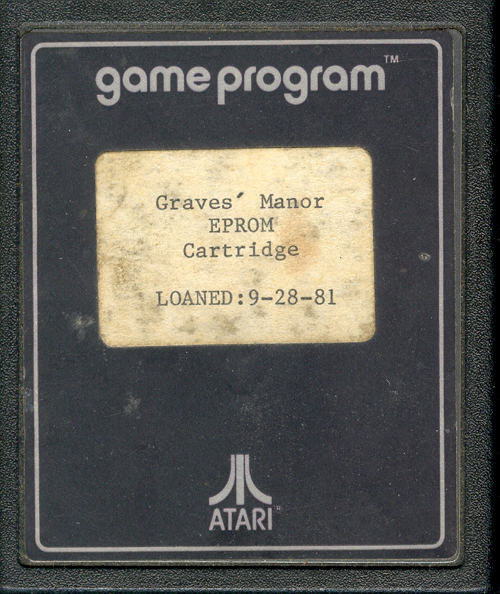 game program™
Graves' Manor
EPROM
Cartridge
LOANED:9-28-81
ATARI®